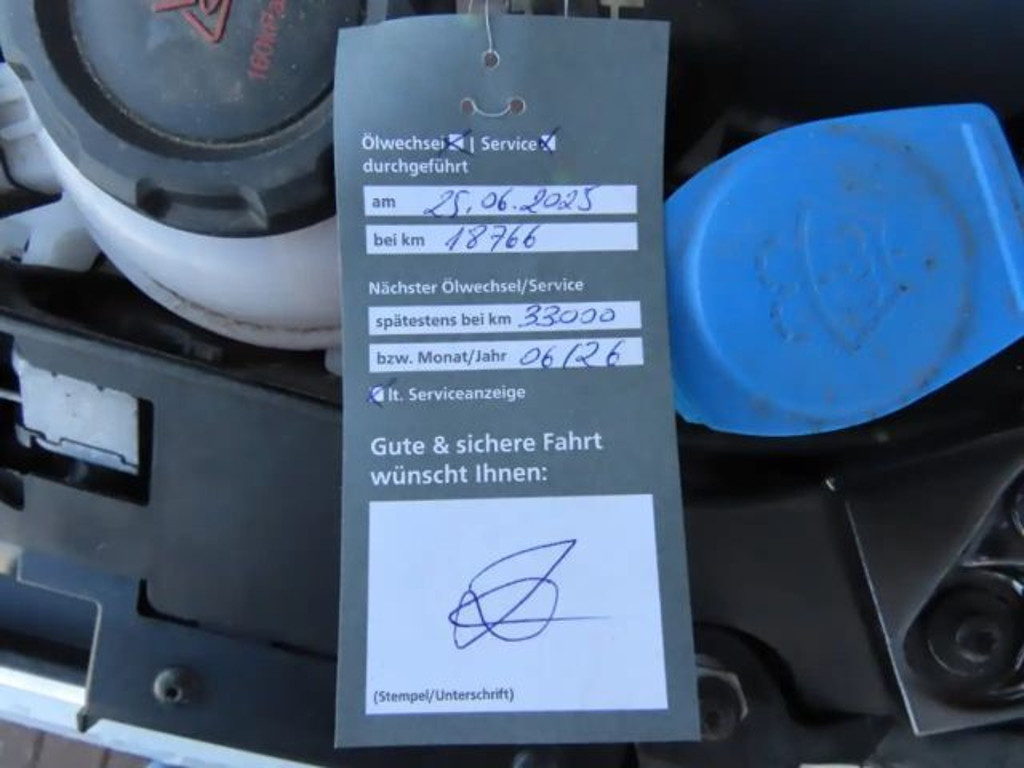 160kPa
Ölwechsel | Service
durchgeführt
am 25.06.2025
bei km 18766
Nächster Ölwechsel/Service
spätestens bei km 33000
bzw. Monat/Jahr 06/26
lt. Serviceanzeige
Gute & sichere Fahrt
wünscht Ihnen:
(Stempel/Unterschrift)